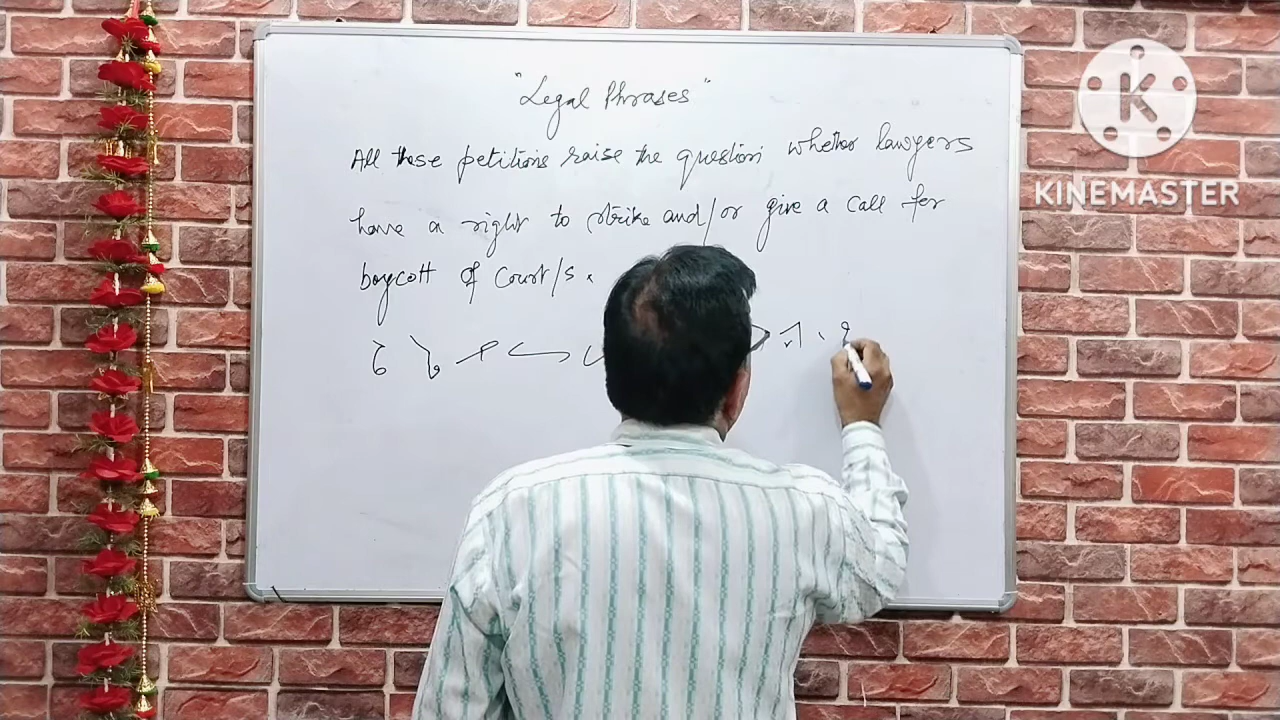 "Legal Phrases"
All these petitions raise the question whether lawyers
have a right to strike and/or give a call for
boycott of Court/s.
KINEMASTER